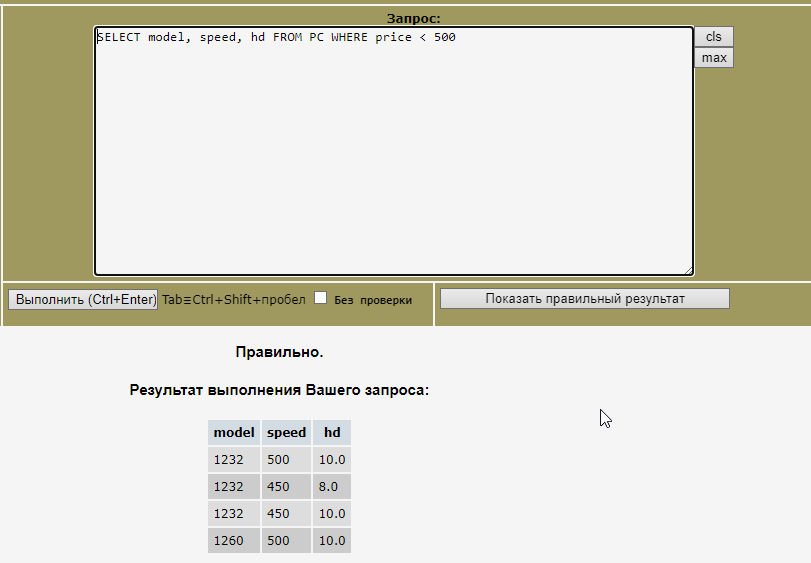 Запрос:
SELECT model, speed, hd FROM PC WHERE price < 500
cls
max
Выполнить (Ctrl+Enter) Tab≡Ctrl+Shift+пробел Без проверки
Показать правильный результат
Правильно.
Результат выполнения Вашего запроса:
model speed hd
1232 500 10.0
1232 450 8.0
1232 450 10.0
1260 500 10.0